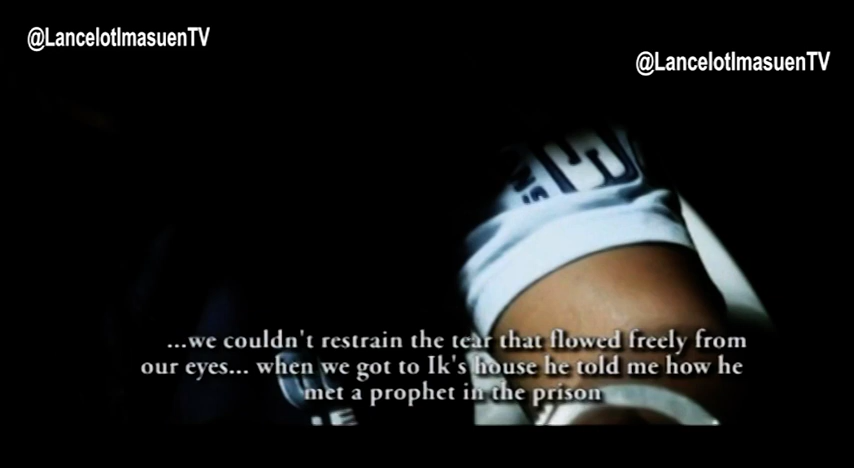 @LancelotImasuenTV
@LancelotImasuenTV
...we couldn't restrain the tear that flowed freely from
our eyes... when we got to Ik's house he told me how he
met a prophet in the prison